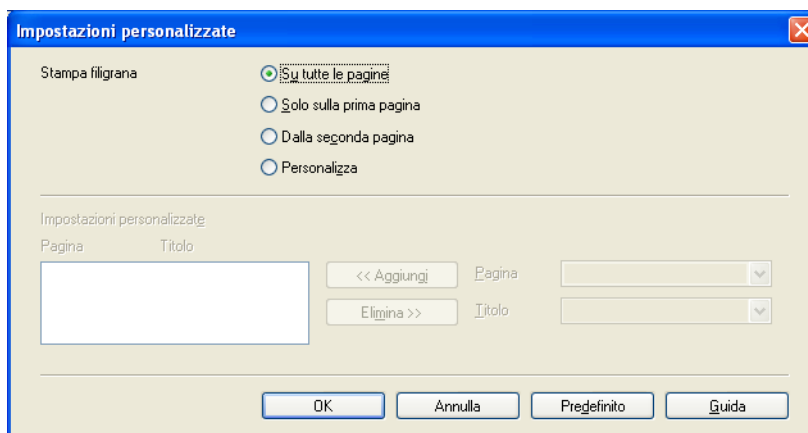 Impostazioni personalizzate
Stampa filigrana
Su tutte le pagine
Solo sulla prima pagina
Dalla seconda pagina
Personalizza
Impostazioni personalizzate
Pagina Titolo
<< Aggiungi Pagina
Elimina >> Titolo
OK Annulla Predefinito Guida